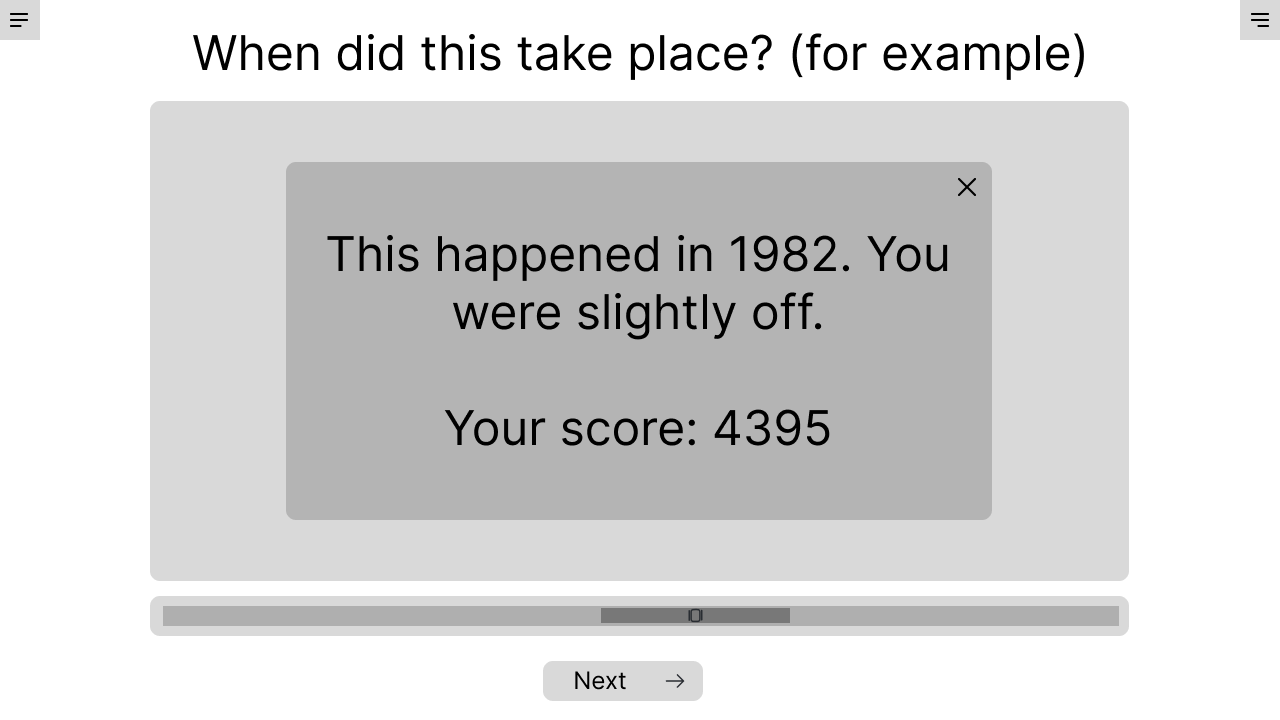 When did this take place? (for example)
This happened in 1982. You
were slightly off.
Your score: 4395
Next